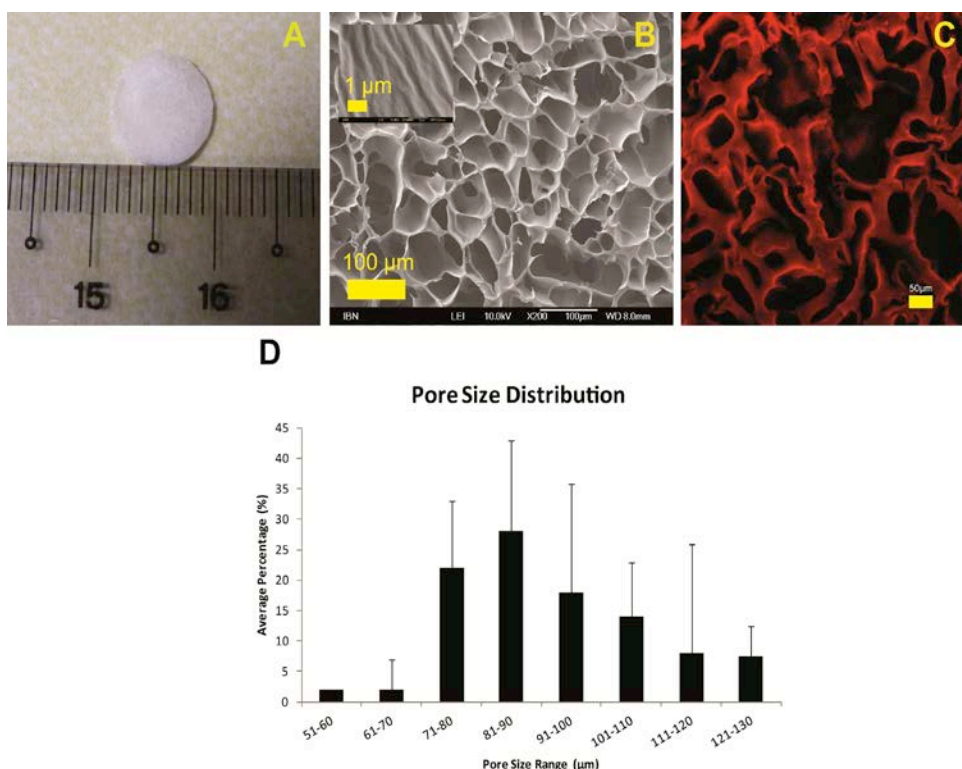 A
15
16
B
1 µm
100 µm
IBN LEI 10.0kV X200 100µm WD 8.0mm
C
50µm
D
Pore Size Distribution
Average Percentage (%)
45
40
35
30
25
20
15
10
5
0
51-60
61-70
71-80
81-90
91-100
101-110
111-120
121-130
Pore Size Range (µm)